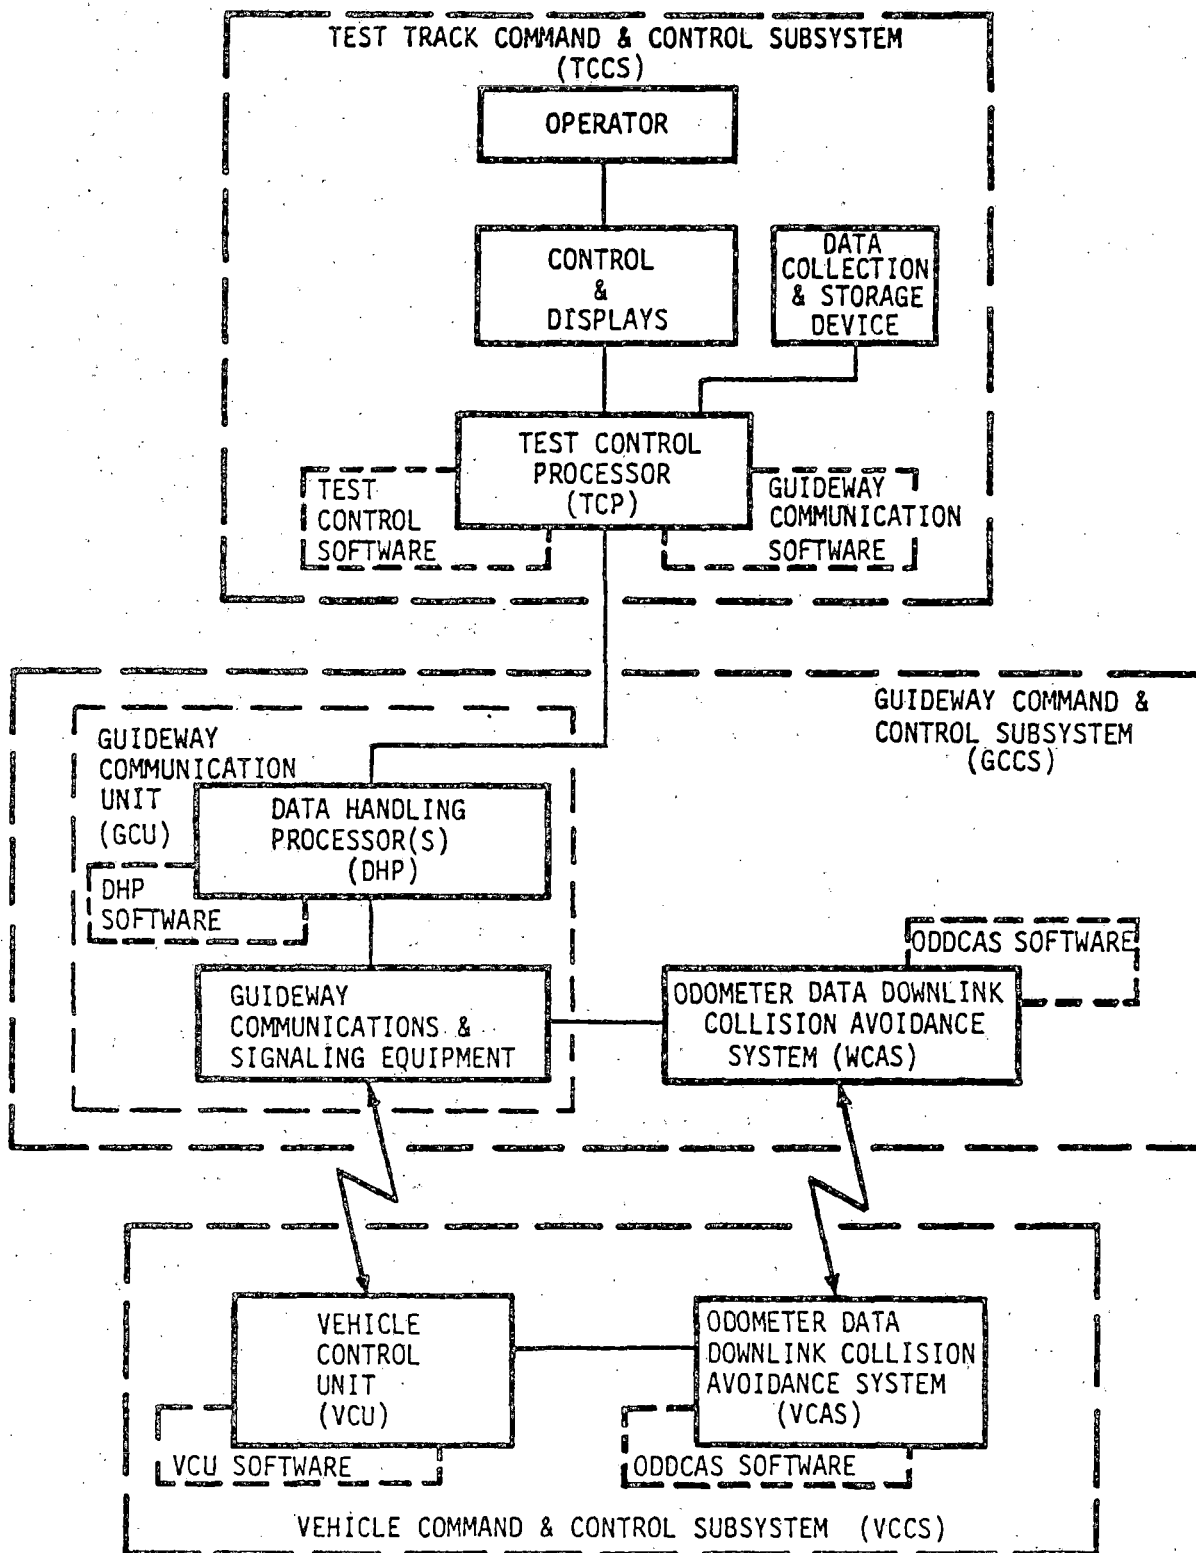 TEST TRACK COMMAND & CONTROL SUBSYSTEM
(TCCS)
OPERATOR
CONTROL
&
DISPLAYS
DATA
COLLECTION
& STORAGE
DEVICE
TEST CONTROL
PROCESSOR
(TCP)
TEST
CONTROL
SOFTWARE
GUIDEWAY
COMMUNICATION
SOFTWARE
GUIDEWAY COMMAND &
CONTROL SUBSYSTEM
(GCCS)
GUIDEWAY
COMMUNICATION
UNIT
(GCU)
DATA HANDLING
PROCESSOR(S)
(DHP)
DHP
SOFTWARE
GUIDEWAY
COMMUNICATIONS &
SIGNALING EQUIPMENT
ODDCAS SOFTWARE
ODOMETER DATA DOWNLINK
COLLISION AVOIDANCE
SYSTEM (WCAS)
VEHICLE
CONTROL
UNIT
(VCU)
VCU SOFTWARE
ODOMETER DATA
DOWNLINK COLLISION
AVOIDANCE SYSTEM
(VCAS)
ODDCAS SOFTWARE
VEHICLE COMMAND & CONTROL SUBSYSTEM (VCCS)